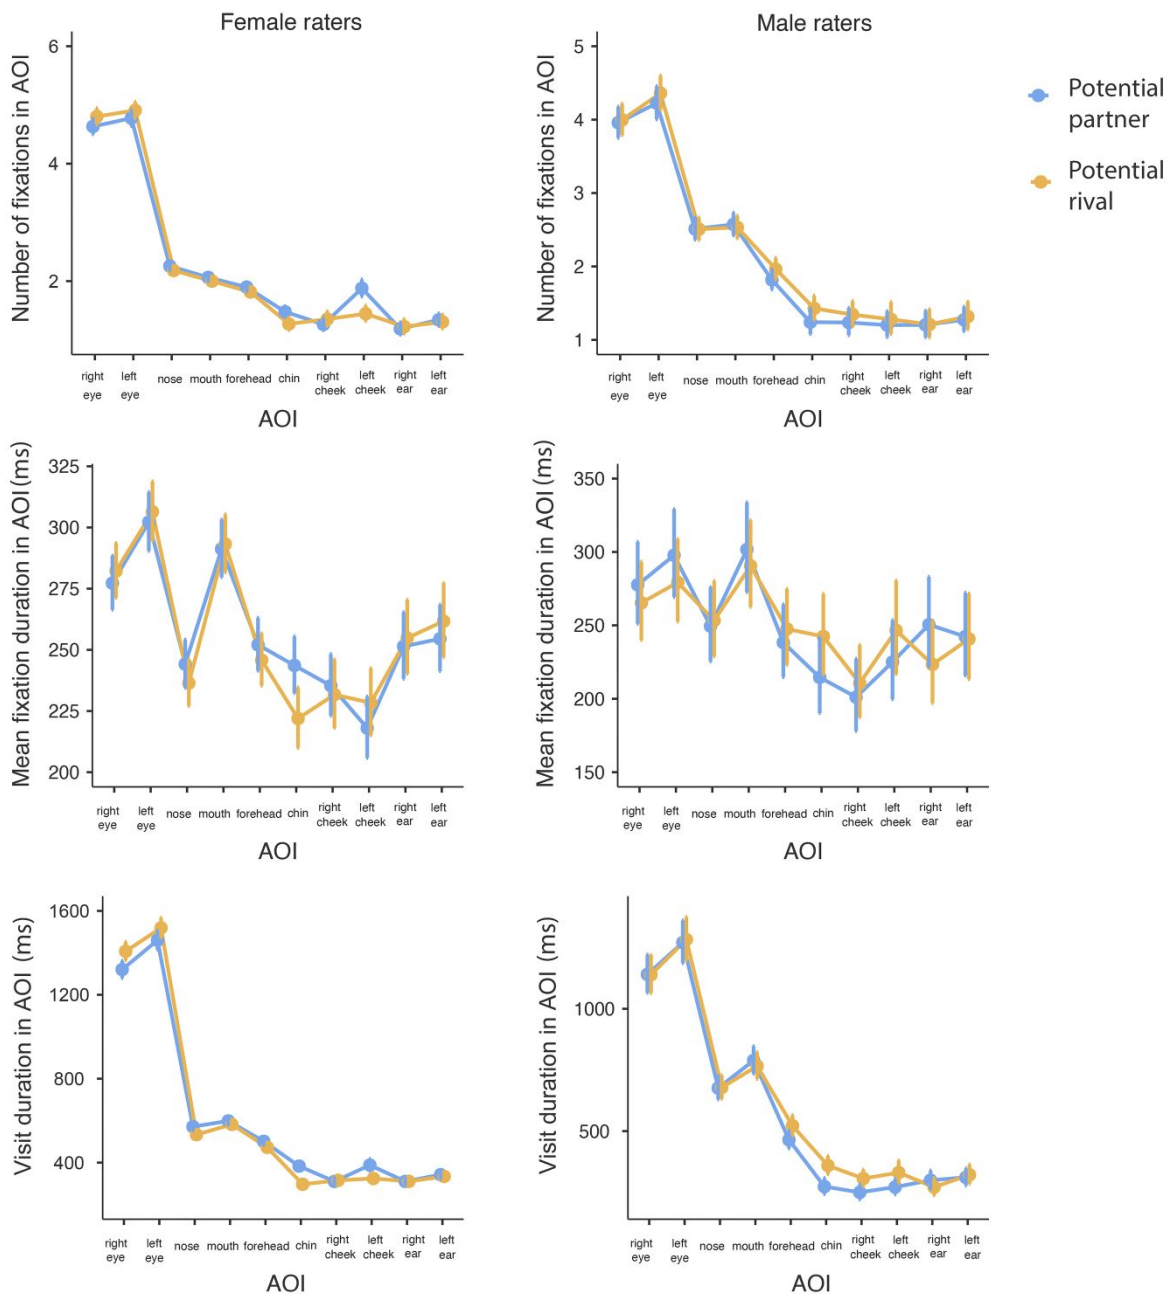 Female raters
Male raters
Number of fixations in AOI
6
4
2
right eye
left eye
nose
mouth
forehead
chin
right cheek
left cheek
right ear
left ear
AOI
Number of fixations in AOI
5
4
3
2
1
right eye
left eye
nose
mouth
forehead
chin
right cheek
left cheek
right ear
left ear
AOI
Potential
partner
Potential
rival
Mean fixation duration in AOI (ms)
325
300
275
250
225
200
right eye
left eye
nose
mouth
forehead
chin
right cheek
left cheek
right ear
left ear
AOI
Mean fixation duration in AOI (ms)
350
300
250
200
150
right eye
left eye
nose
mouth
forehead
chin
right cheek
left cheek
right ear
left ear
AOI
Visit duration in AOI (ms)
1600
1200
800
400
right eye
left eye
nose
mouth
forehead
chin
right cheek
left cheek
right ear
left ear
AOI
Visit duration in AOI (ms)
1000
500
right eye
left eye
nose
mouth
forehead
chin
right cheek
left cheek
right ear
left ear
AOI